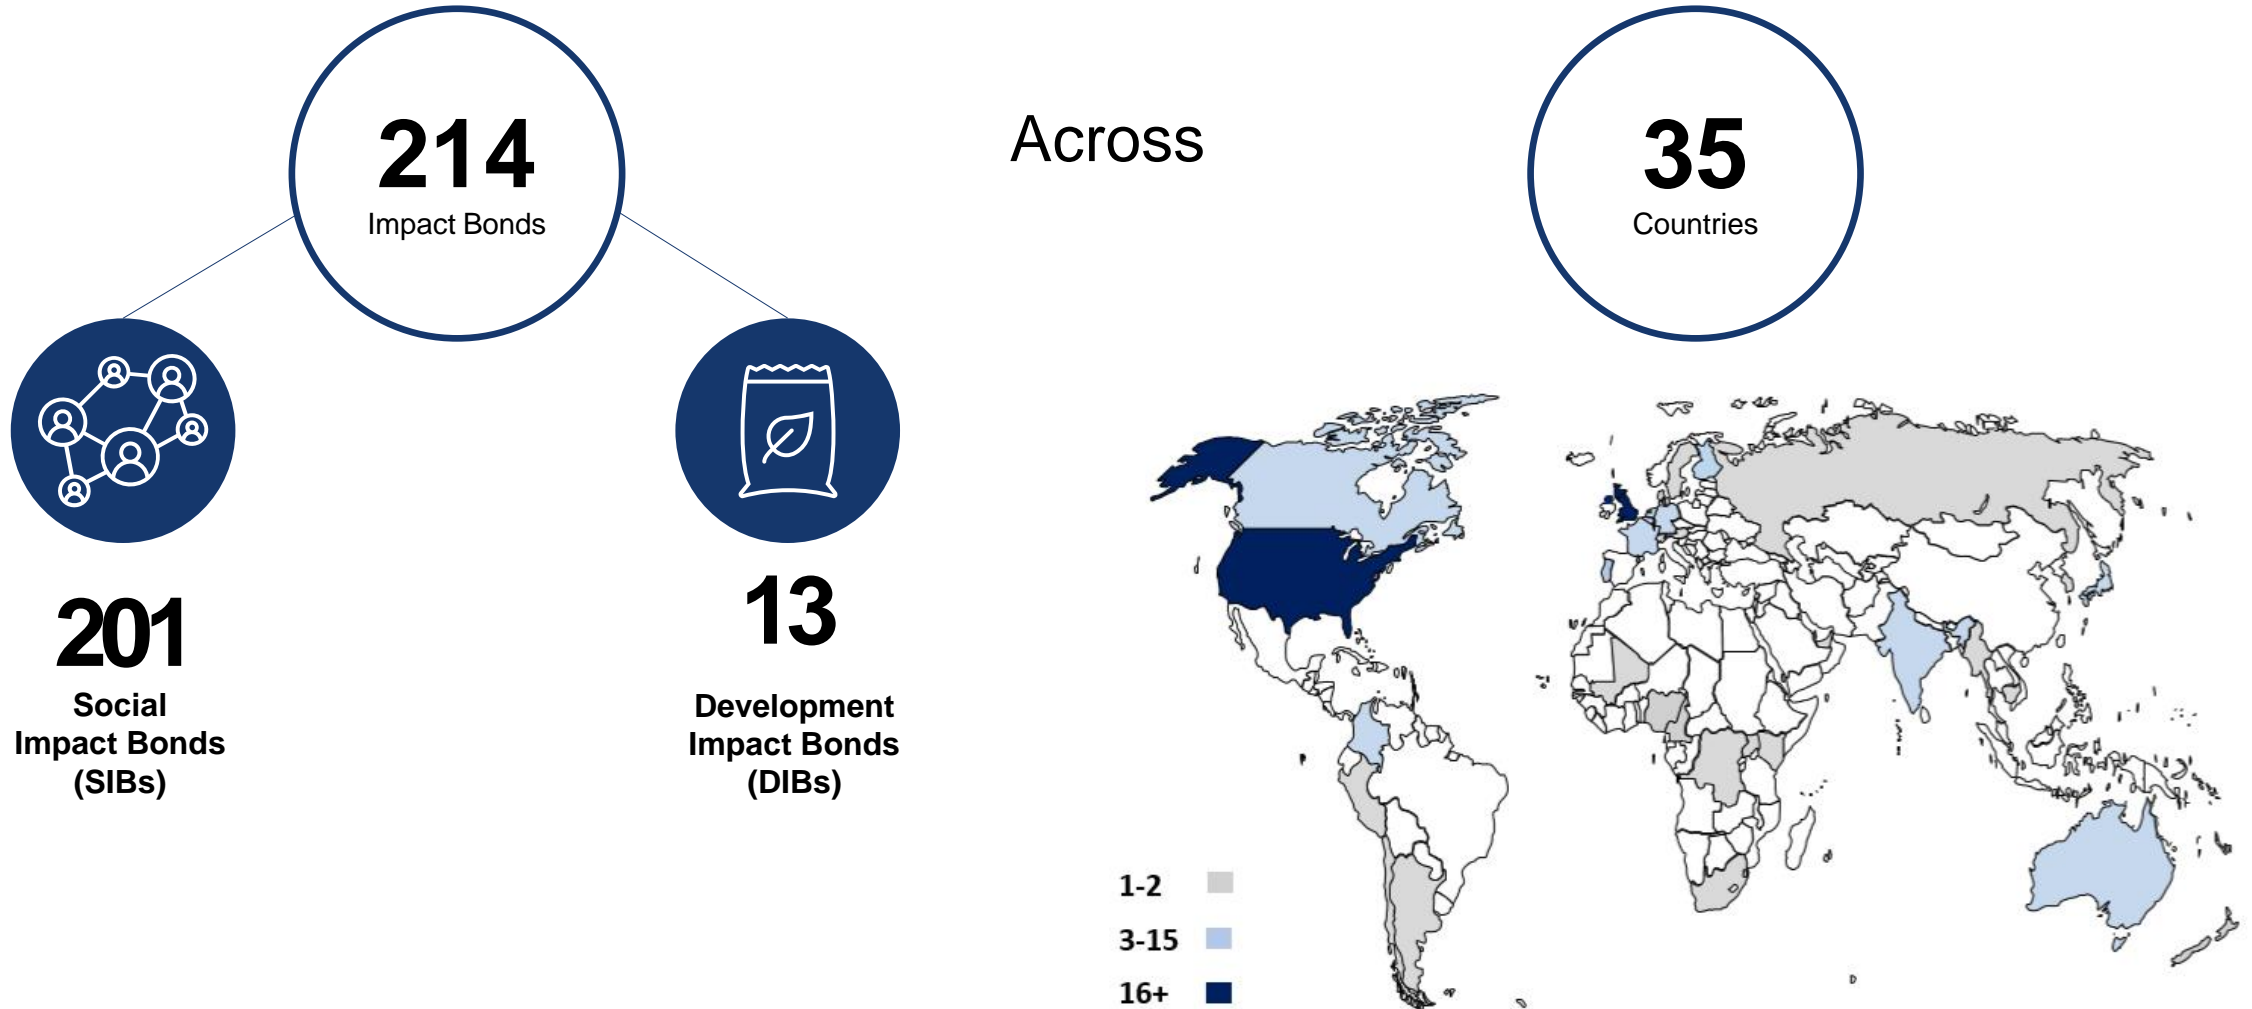 214
Impact Bonds
Across
35
Countries
201
Social
Impact Bonds
(SIBs)
13
Development
Impact Bonds
(DIBs)
1-2
3-15
16+